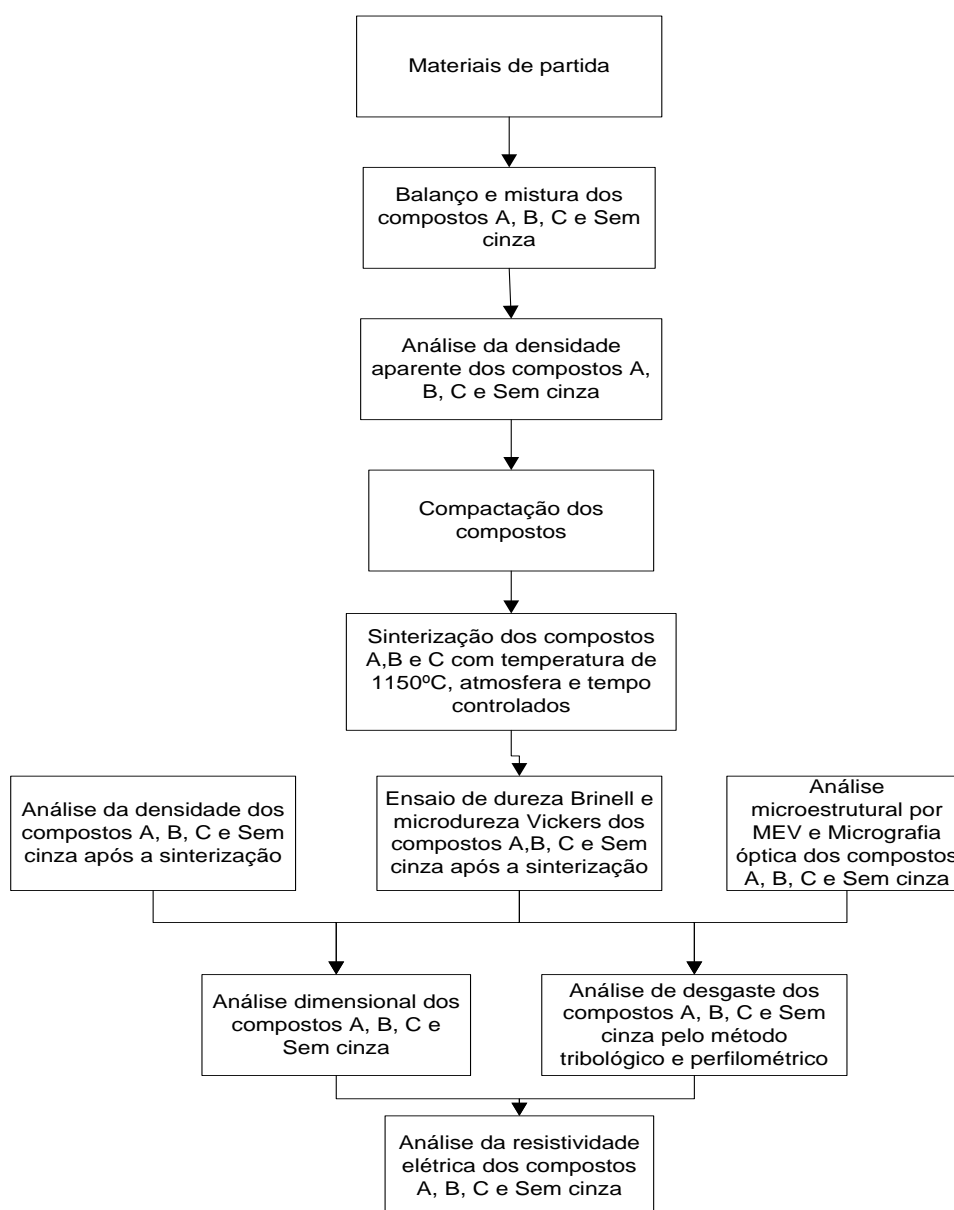 Materiais de partida
Balanço e mistura dos
compostos A, B, C e Sem
cinza
Análise da densidade
aparente dos compostos A,
B, C e Sem cinza
Compactação dos
compostos
Sinterização dos compostos
A,B e C com temperatura de
1150ºC, atmosfera e tempo
controlados
Análise da densidade dos
compostos A, B, C e Sem
cinza após a sinterização
Ensaio de dureza Brinell e
microdureza Vickers dos
compostos A,B, C e Sem
cinza após a sinterização
Análise
microestrutural por
MEV e Micrografia
óptica dos compostos
A, B, C e Sem cinza
Análise dimensional dos
compostos A, B, C e
Sem cinza
Análise de desgaste dos
compostos A, B, C e Sem
cinza pelo método
tribológico e perfilométrico
Análise da resistividade
elétrica dos compostos
A, B, C e Sem cinza